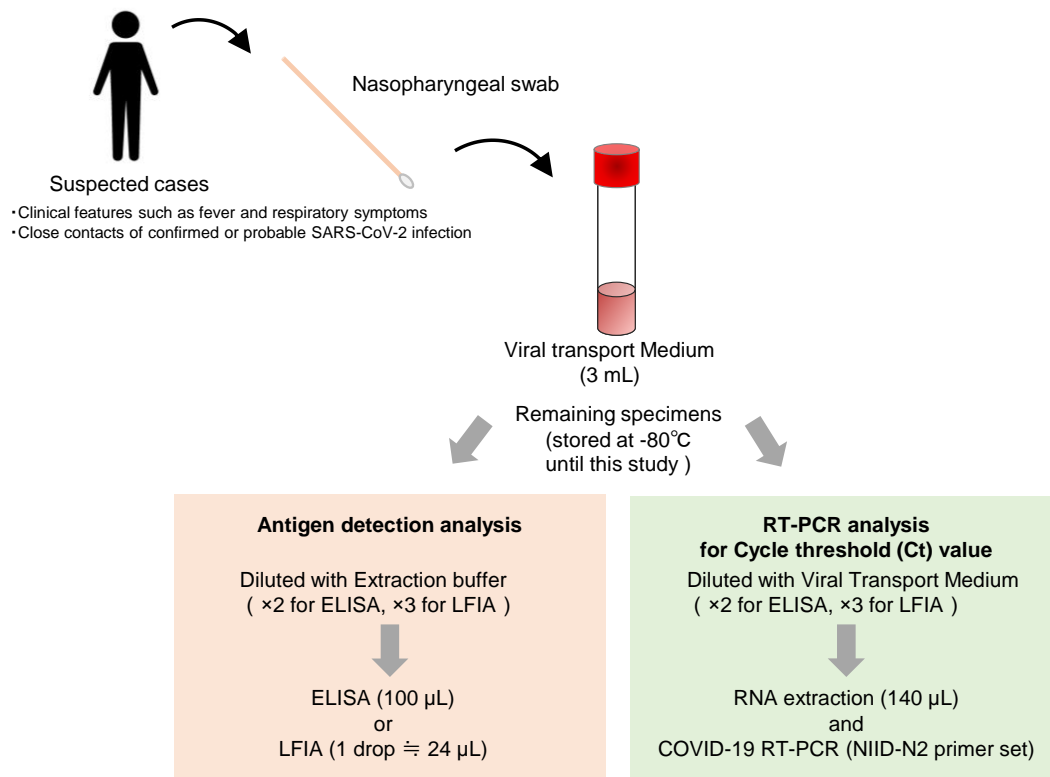 Nasopharyngeal swab
Suspected cases
・Clinical features such as fever and respiratory symptoms
・Close contacts of confirmed or probable SARS-CoV-2 infection
Viral transport Medium
(3 mL)
Remaining specimens
(stored at -80℃
until this study )
Antigen detection analysis
Diluted with Extraction buffer
( ×2 for ELISA, ×3 for LFIA )
ELISA (100 µL)
or
LFIA (1 drop ≒ 24 µL)
RT-PCR analysis
for Cycle threshold (Ct) value
Diluted with Viral Transport Medium
( ×2 for ELISA, ×3 for LFIA )
RNA extraction (140 µL)
and
COVID-19 RT-PCR (NIID-N2 primer set)